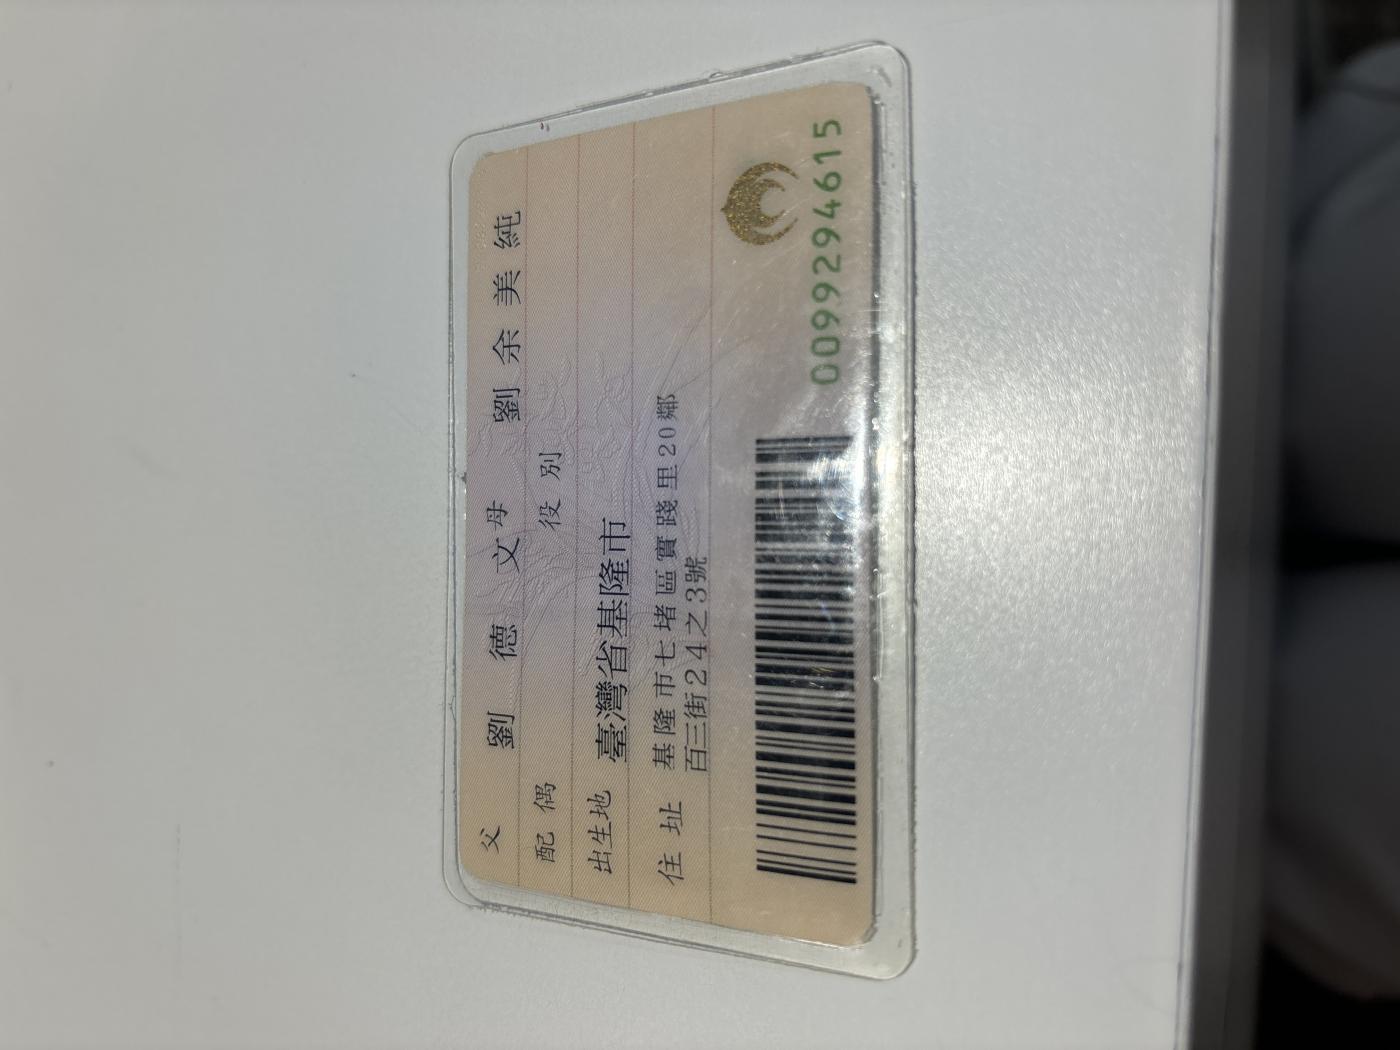 父 劉德文 母 劉余美純
配偶 役別
出生地 臺灣省基隆市
住址 基隆市七堵區實踐里20鄰
百三街24之3號
0099294615